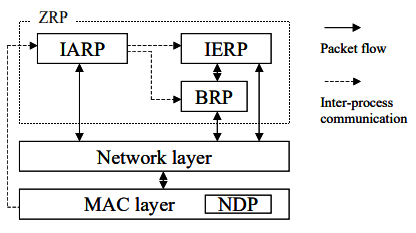 ZRP
IARP
IERP
BRP
Network layer
MAC layer
NDP
Packet flow
Inter-process
communication